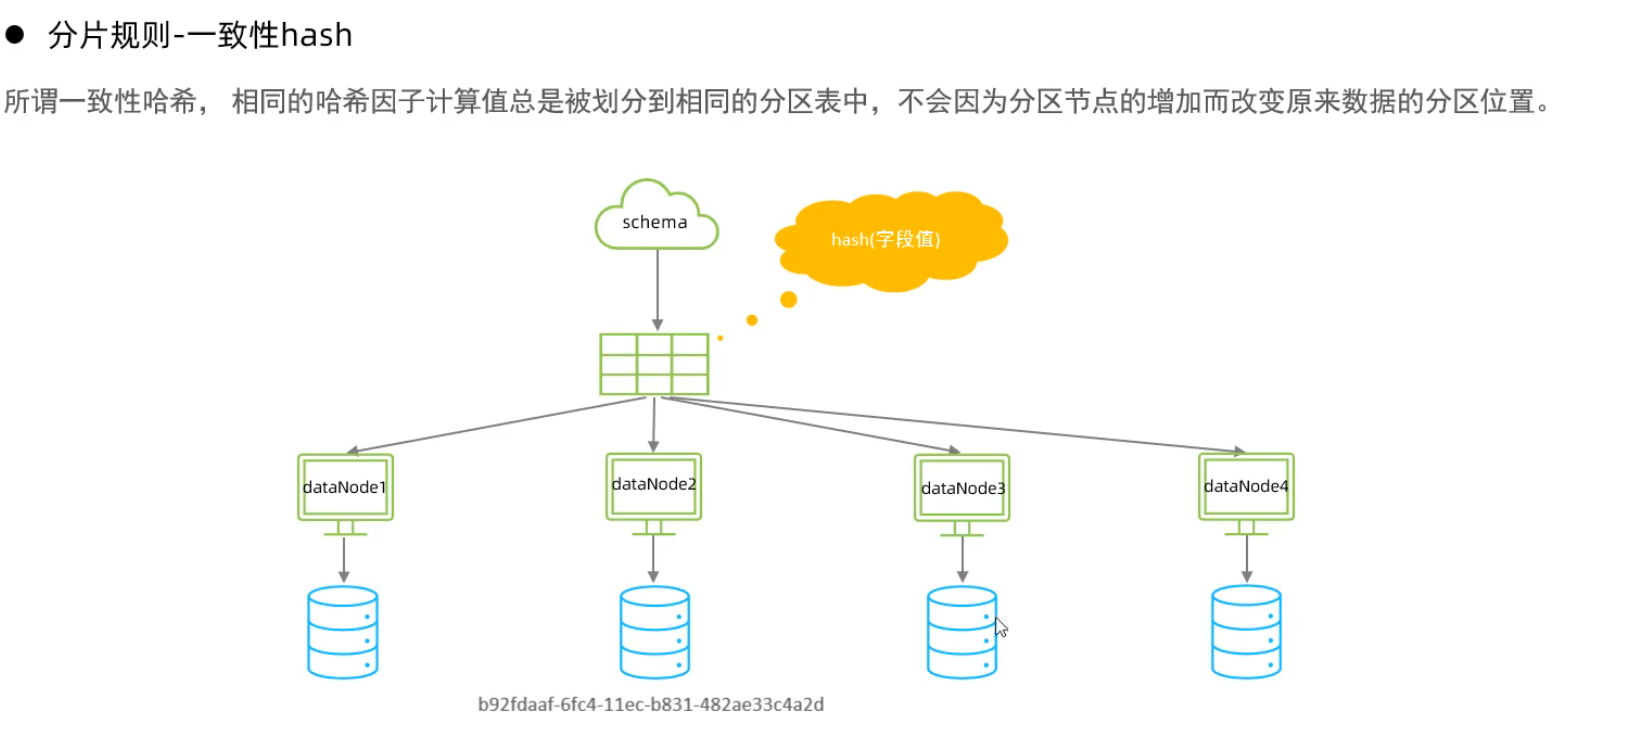 ● 分片规则-一致性hash
所谓一致性哈希， 相同的哈希因子计算值总是被划分到相同的分区表中，不会因为分区节点的增加而改变原来数据的分区位置。
schema
hash(字段值)
dataNode1
dataNode2
dataNode3
dataNode4
b92fdaaf-6fc4-11ec-b831-482ae33c4a2d